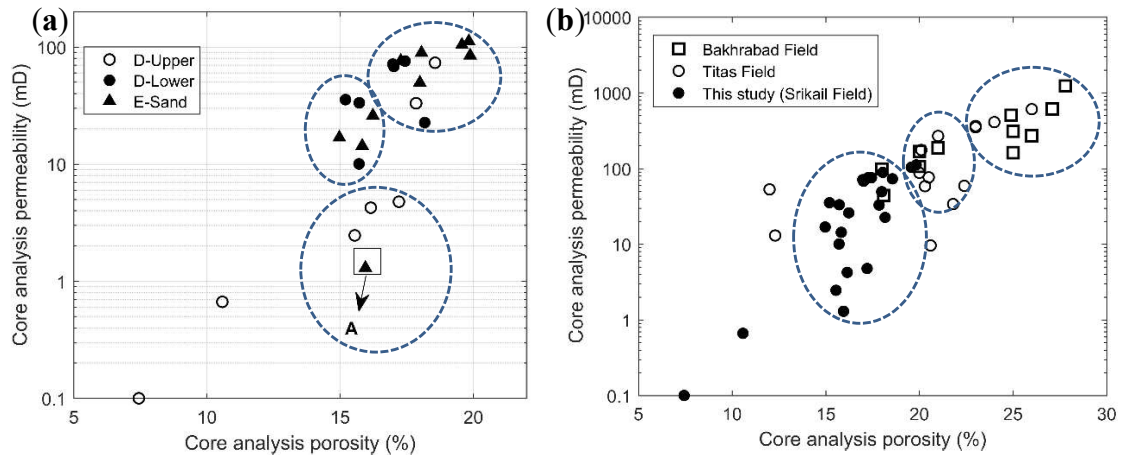 (a)
D-Upper
D-Lower
E-Sand
A
100
10
1
0.1
5
10
15
20
Core analysis permeability (mD)
Core analysis porosity (%)
(b)
Bakhrabad Field
Titas Field
This study (Srikail Field)
10000
1000
100
10
1
0.1
5
10
15
20
25
30
Core analysis permeability (mD)
Core analysis porosity (%)